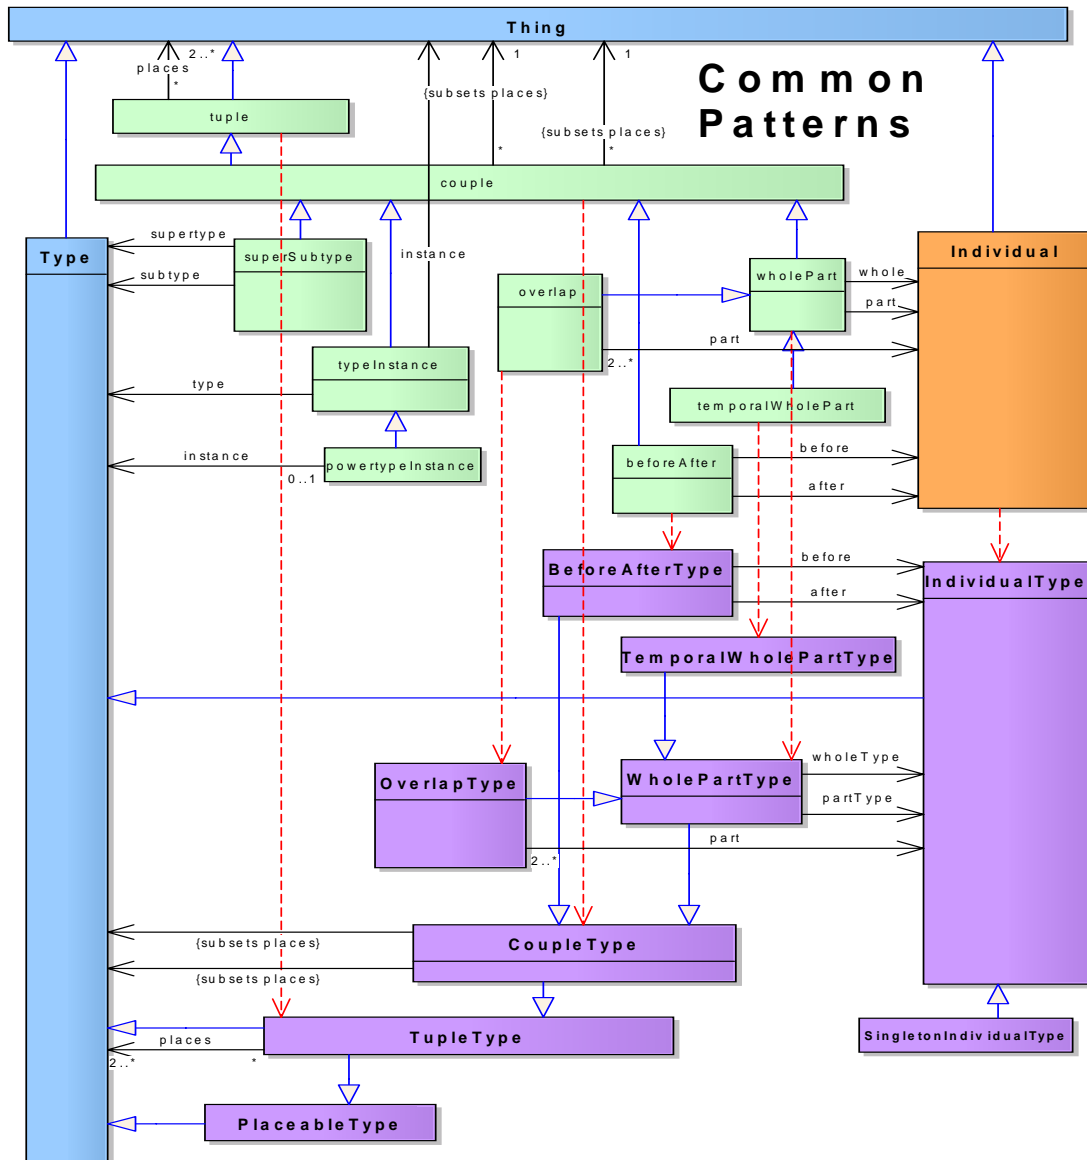 Thing
2..*
places
*
1
1
Common
Patterns
{subsets places}
tuple
{subsets places}
*
*
couple
supertype
Type
superSubtype
instance
Individual
subtype
wholePart
whole
overlap
part
part
2..*
typeInstance
type
temporalWholePart
before
instance
powertypeInstance
beforeAfter
0..1
after
before
BeforeAfterType
IndividualType
after
TemporalWholePartType
wholeType
OverlapType
WholePartType
partType
part
2..*
CoupleType
{subsets places}
{subsets places}
places
TupleType
SingletonIndividualType
2..*
*
PlaceableType